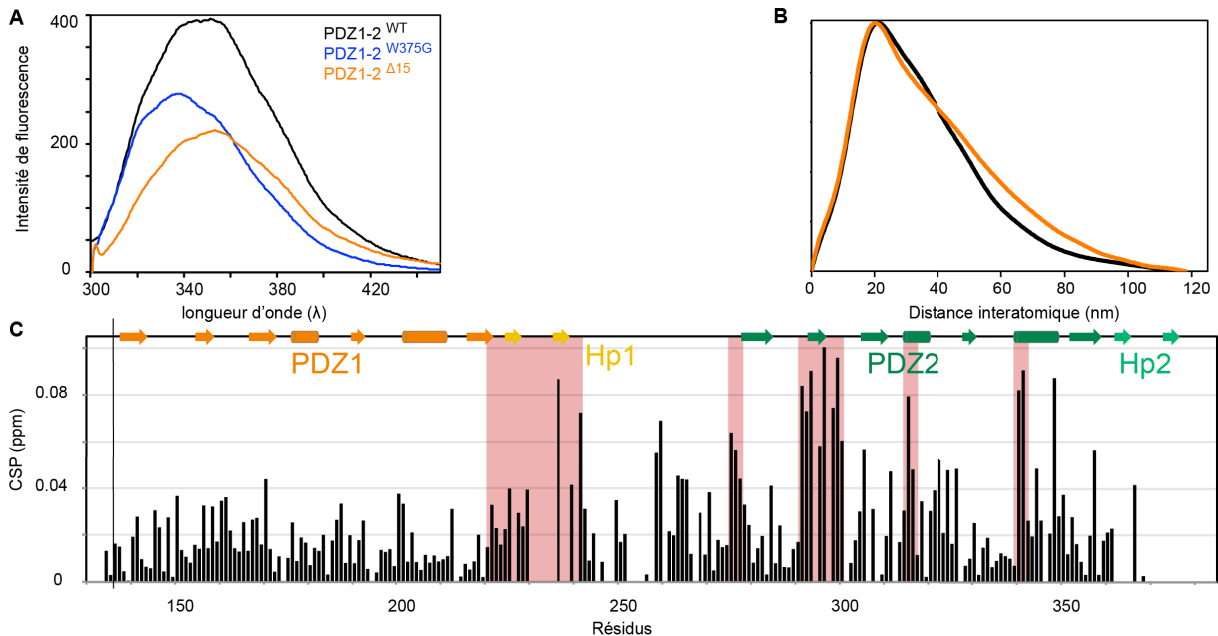 A
Intensité de fluorescence
400
200
0
PDZ1-2 WT
PDZ1-2 W375G
PDZ1-2 Δ15
300 340 380 420
longueur d'onde (λ)
B
0 20 40 60 80 100 120
Distance interatomique (nm)
C
PDZ1 Hp1 PDZ2 Hp2
CSP (ppm)
0.08
0.04
0
150 200 250 300 350
Résidus